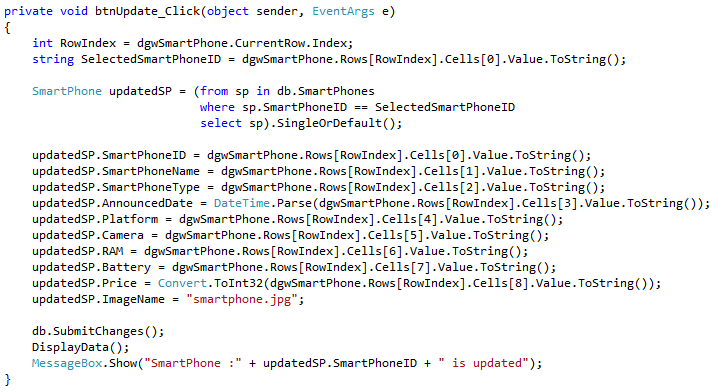 private void btnUpdate_Click(object sender, EventArgs e)
{
    int RowIndex = dgwSmartPhone.CurrentRow.Index;
    string SelectedSmartPhoneID = dgwSmartPhone.Rows[RowIndex].Cells[0].Value.ToString();

    SmartPhone updatedSP = (from sp in db.SmartPhones
                            where sp.SmartPhoneID == SelectedSmartPhoneID
                            select sp).SingleOrDefault();

    updatedSP.SmartPhoneID = dgwSmartPhone.Rows[RowIndex].Cells[0].Value.ToString();
    updatedSP.SmartPhoneName = dgwSmartPhone.Rows[RowIndex].Cells[1].Value.ToString();
    updatedSP.SmartPhoneType = dgwSmartPhone.Rows[RowIndex].Cells[2].Value.ToString();
    updatedSP.AnnouncedDate = DateTime.Parse(dgwSmartPhone.Rows[RowIndex].Cells[3].Value.ToString());
    updatedSP.Platform = dgwSmartPhone.Rows[RowIndex].Cells[4].Value.ToString();
    updatedSP.Camera = dgwSmartPhone.Rows[RowIndex].Cells[5].Value.ToString();
    updatedSP.RAM = dgwSmartPhone.Rows[RowIndex].Cells[6].Value.ToString();
    updatedSP.Battery = dgwSmartPhone.Rows[RowIndex].Cells[7].Value.ToString();
    updatedSP.Price = Convert.ToInt32(dgwSmartPhone.Rows[RowIndex].Cells[8].Value.ToString());
    updatedSP.ImageName = "smartphone.jpg";

    db.SubmitChanges();
    DisplayData();
    MessageBox.Show("SmartPhone :" + updatedSP.SmartPhoneID + " is updated");
}